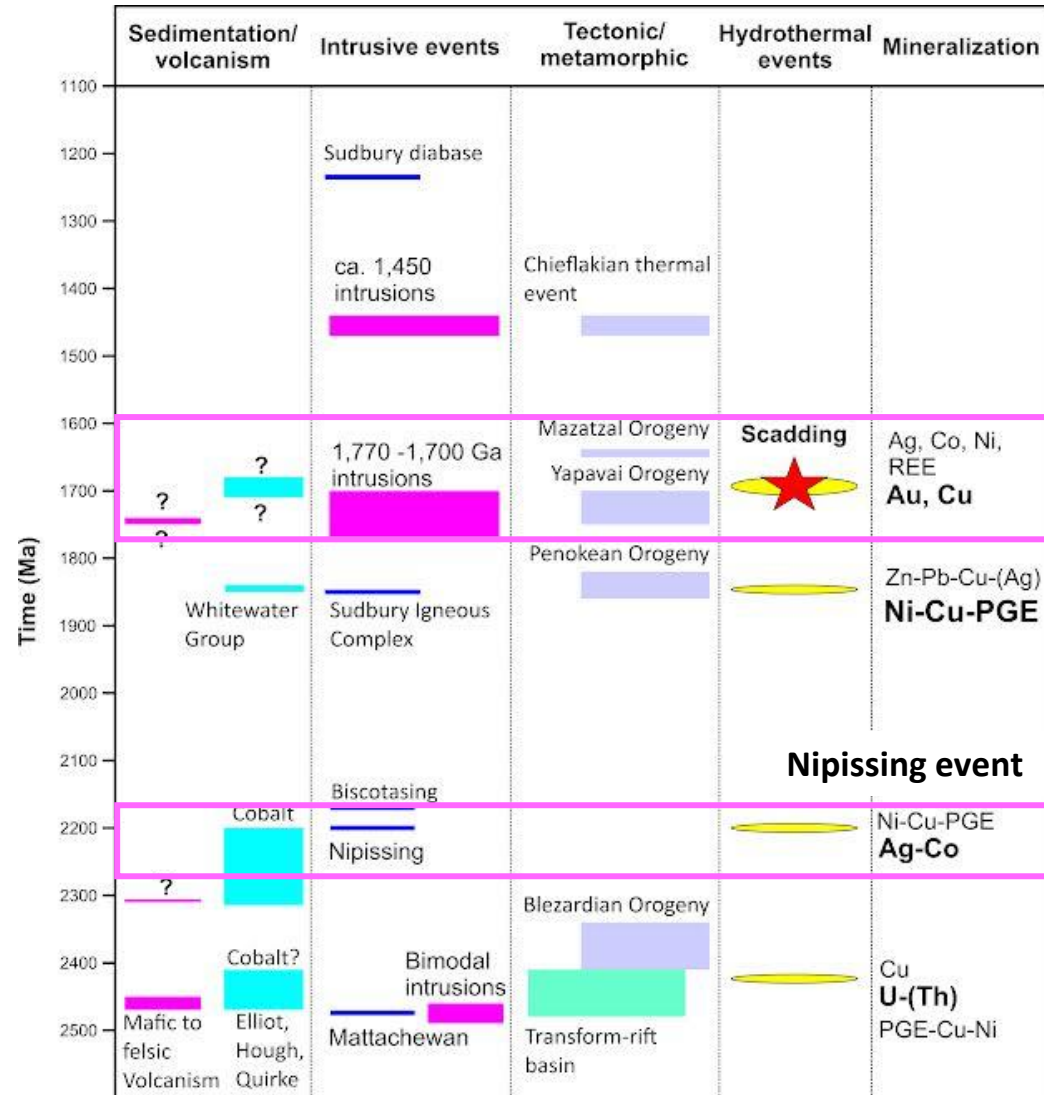 Sedimentation/
volcanism
Intrusive events
Tectonic/
metamorphic
Hydrothermal
events
Mineralization
Time (Ma)
1100
1200
1300
1400
1500
1600
1700
1800
1900
2000
2100
2200
2300
2400
2500
Sudbury diabase
ca. 1,450
intrusions
Chieflakian thermal
event
?
?
?
?
1,770 -1,700 Ga
intrusions
Mazatzal Orogeny
Yapavai Orogeny
Scadding
Ag, Co, Ni,
REE
Au, Cu
Whitewater
Group
Sudbury Igneous
Complex
Penokean Orogeny
Zn-Pb-Cu-(Ag)
Ni-Cu-PGE
Nipissing event
Cobalt
Biscotasing
Nipissing
Ni-Cu-PGE
Ag-Co
?
Cobalt?
Mafic to
felsic
Volcanism
Elliot,
Hough,
Quirke
Bimodal
intrusions
Mattachewan
Blezardian Orogeny
Transform-rift
basin
Cu
U-(Th)
PGE-Cu-Ni